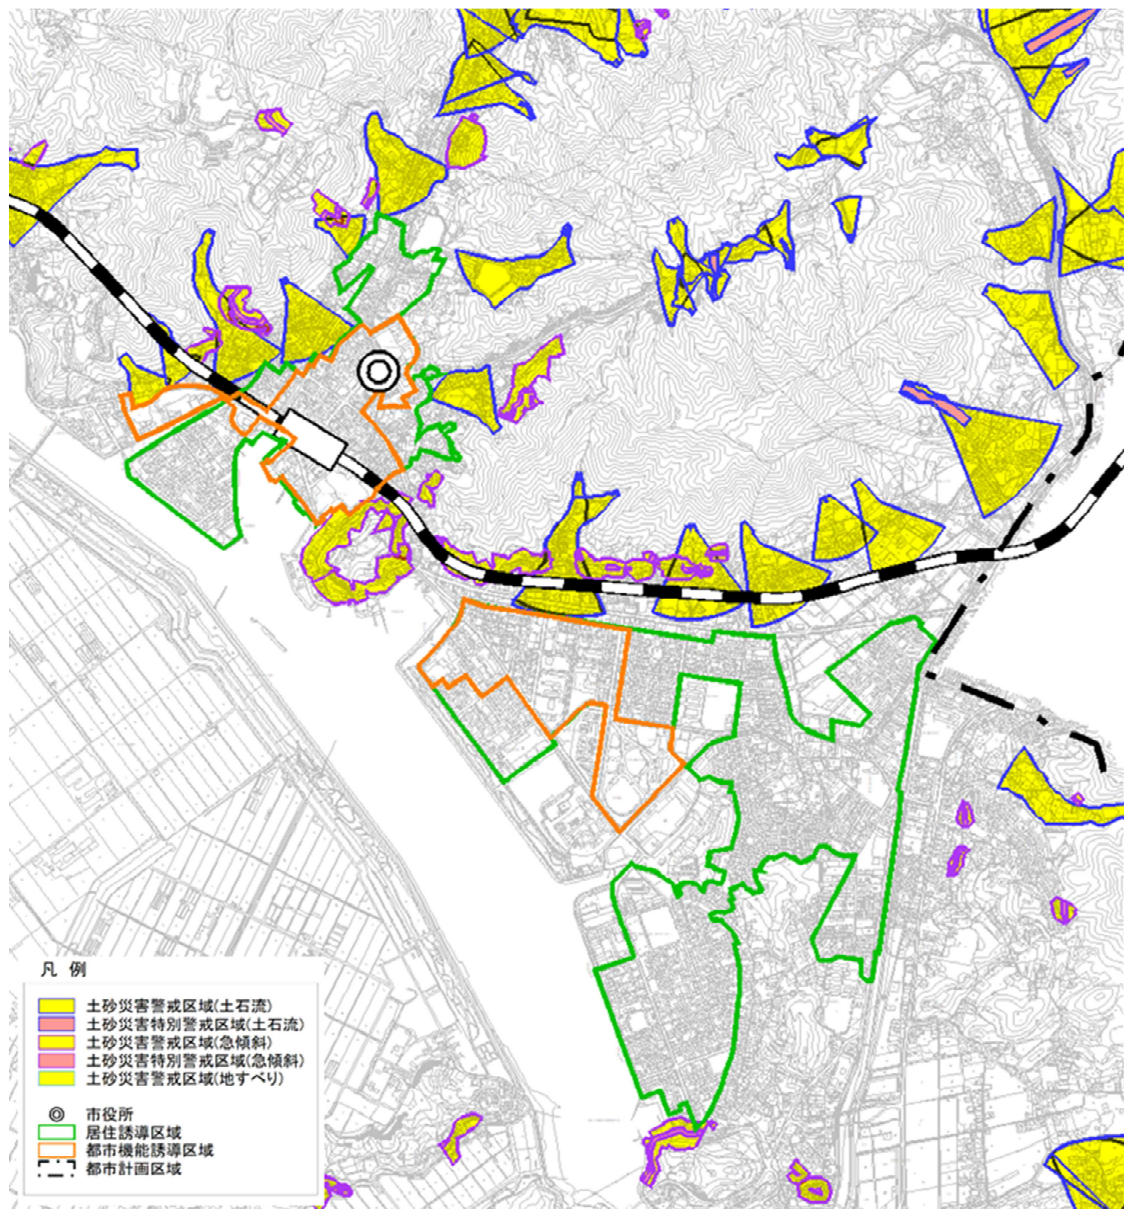 凡 例
土砂災害警戒区域(土石流)
土砂災害特別警戒区域(土石流)
土砂災害警戒区域(急傾斜)
土砂災害特別警戒区域(急傾斜)
土砂災害警戒区域(地すべり)
市役所
居住誘導区域
都市機能誘導区域
都市計画区域